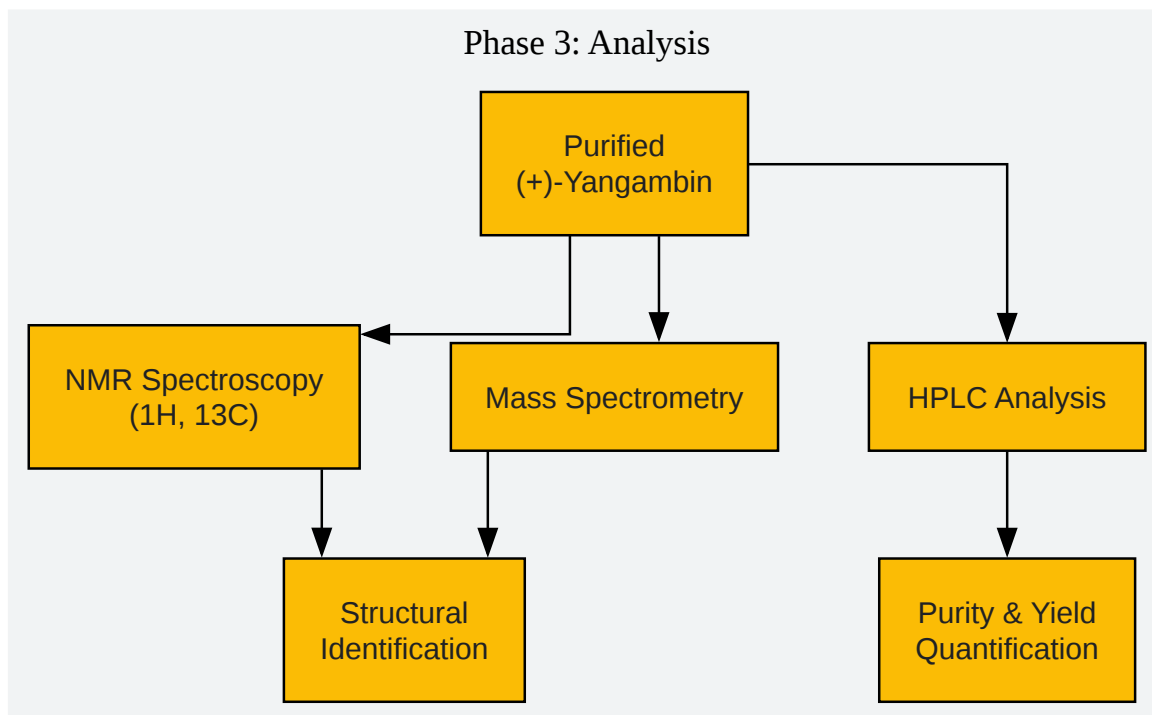 Phase 3: Analysis
Purified
(+)-Yangambin
NMR Spectroscopy
(1H, 13C)
Mass Spectrometry
HPLC Analysis
Structural
Identification
Purity & Yield
Quantification